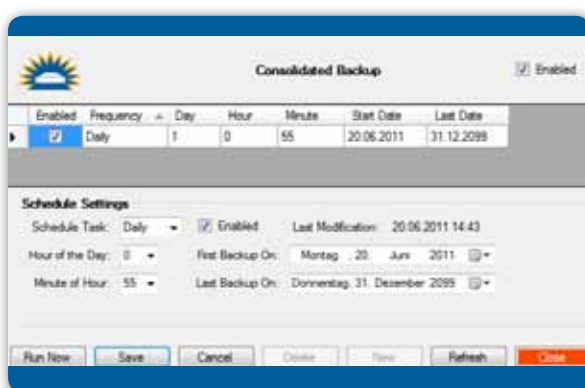 Consolidated Backup
Enabled
Enabled Frequency Day Hour Minute Start Date Last Date
Daily 1 0 55 20.06.2011 31.12.2099
Schedule Settings
Schedule Task: Daily Enabled Last Modification: 20.06.2011 14:43
Hour of the Day: 0 First Backup On: Montag , 20. Juni 2011
Minute of Hour: 55 Last Backup On: Donnerstag, 31. Dezember 2099
Run Now Save Cancel Delete New Refresh Close